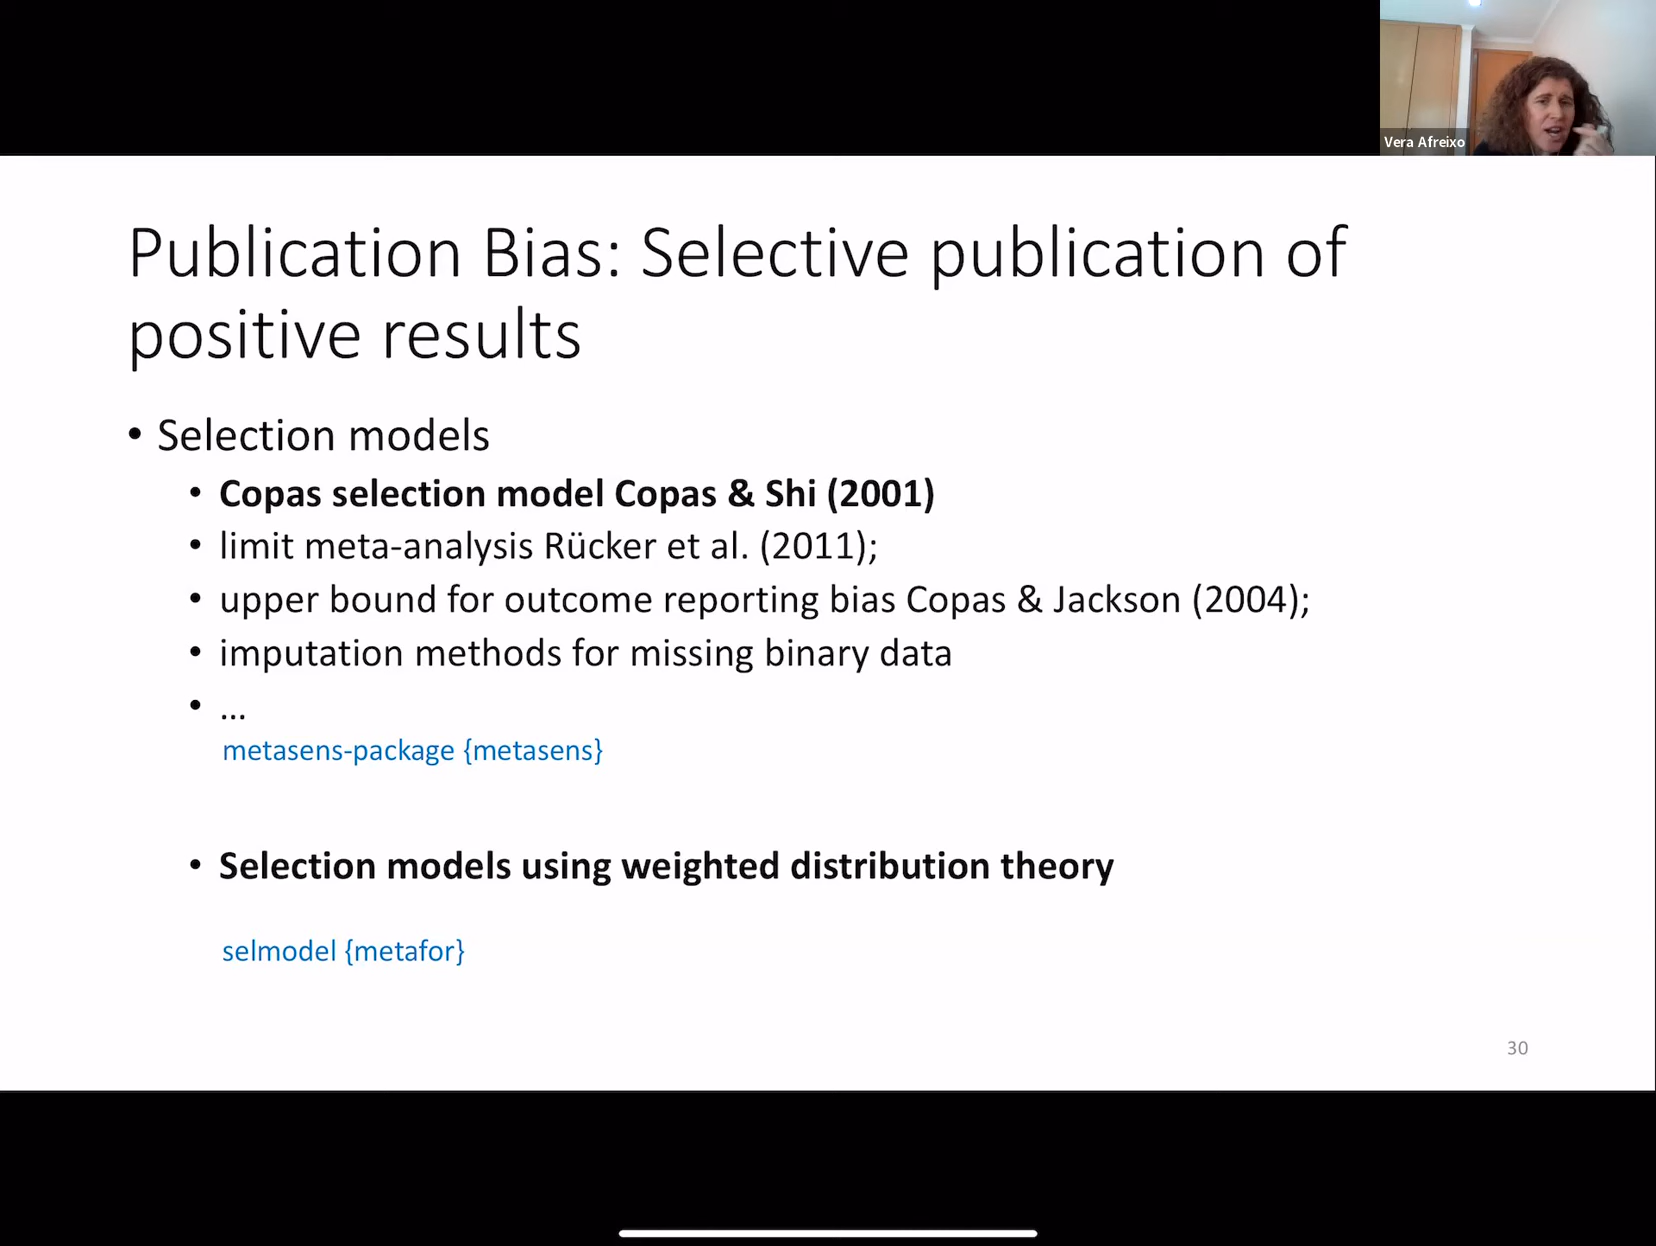 Vera Afreixo
Publication Bias: Selective publication of
positive results
• Selection models
• Copas selection model Copas & Shi (2001)
• limit meta-analysis Rücker et al. (2011);
• upper bound for outcome reporting bias Copas & Jackson (2004);
• imputation methods for missing binary data
• ...
metasens-package {metasens}
• Selection models using weighted distribution theory
selmodel {metafor}
30